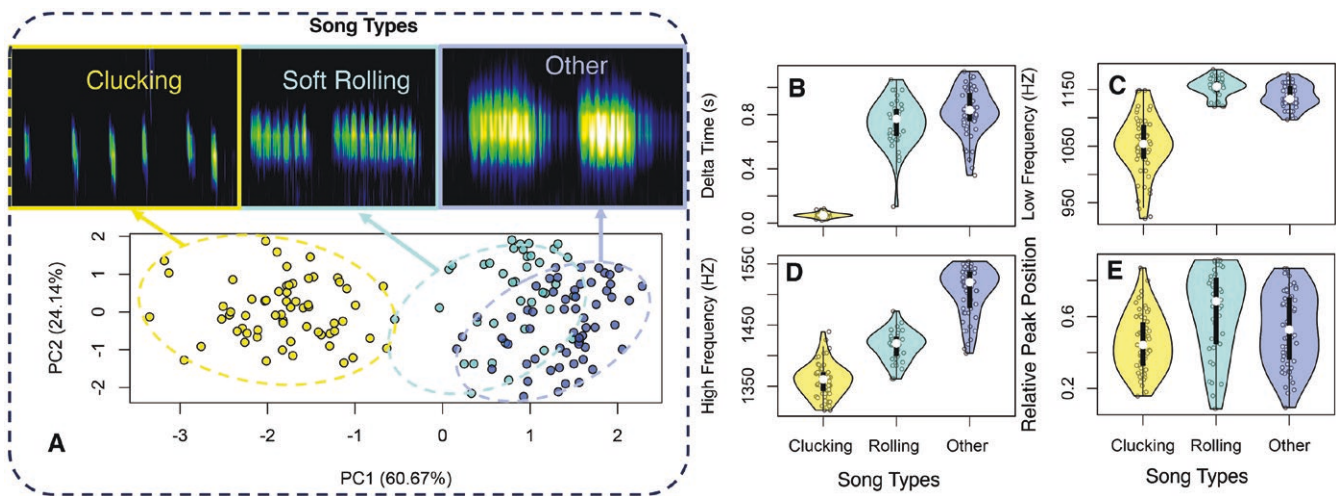 Song Types
Clucking
Soft Rolling
Other
2
1
0
-1
-2
PC2 (24.14%)
-3
-2
-1
0
1
2
A
PC1 (60.67%)
B
Delta Time (s)
0.8
0.4
0.0
C
Low Frequency (HZ)
1150
1050
950
D
High Frequency (HZ)
1550
1450
1350
Clucking
Rolling
Other
Song Types
E
Relative Peak Position
0.6
0.2
Clucking
Rolling
Other
Song Types